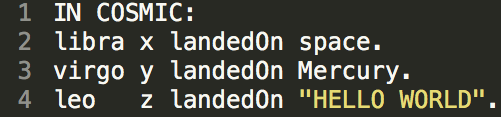 1 IN COSMIC:
2 libra x landedOn space.
3 virgo y landedOn Mercury.
4 leo   z landedOn "HELLO WORLD".